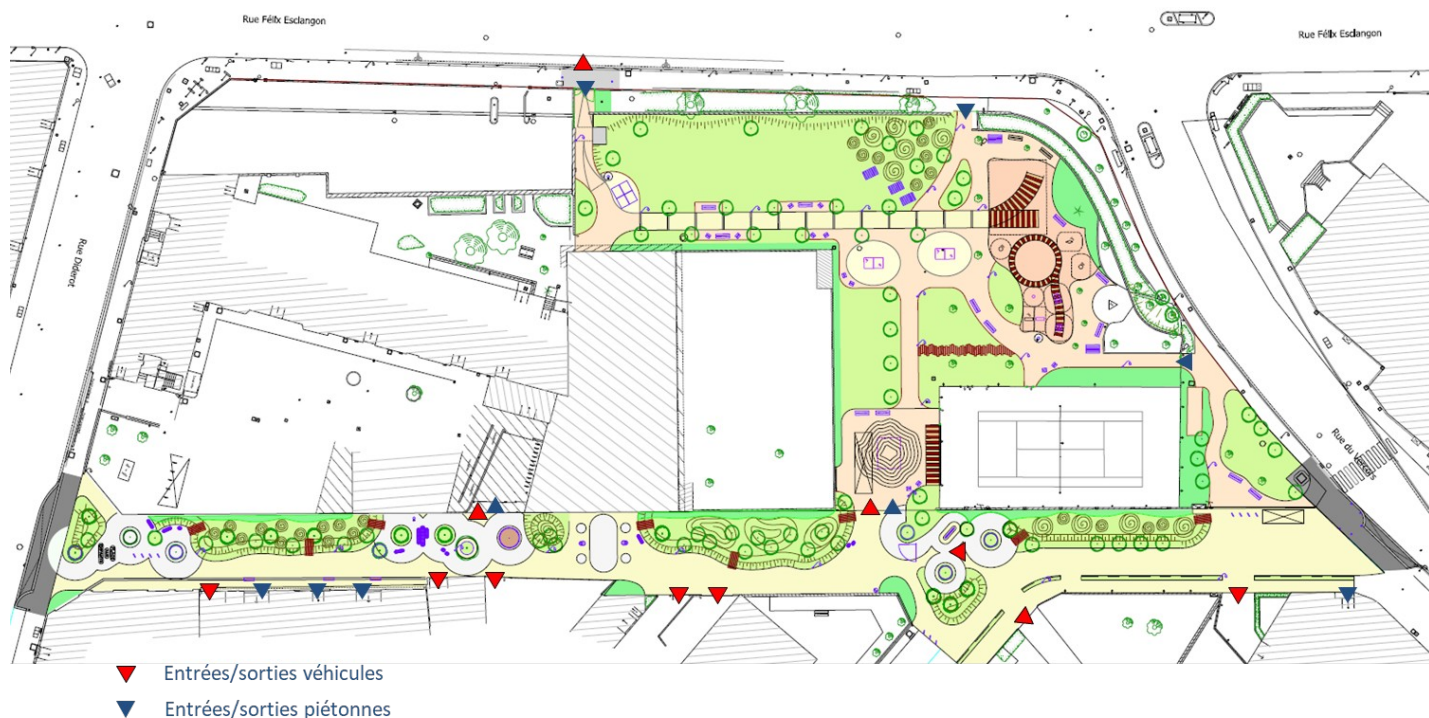 Rue Félix Esclangon
Rue Félix Esclangon
Rue Diderot
Rue du Vercors
Entrées/sorties véhicules
Entrées/sorties piétonnes